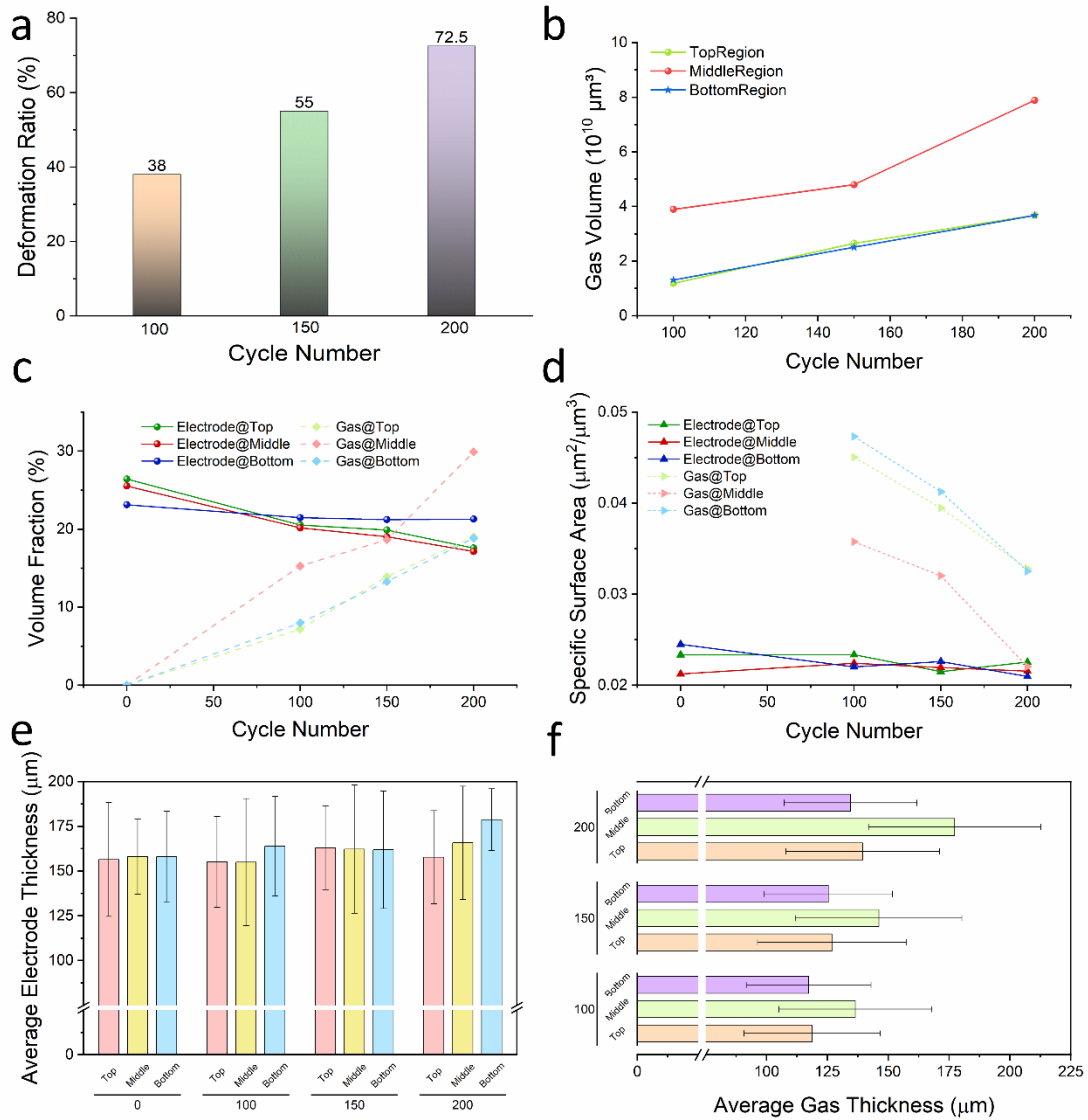 a
Deformation Ratio (%)
80
60
40
20
0
38
55
72.5
100
150
200
Cycle Number
b
Gas Volume (10¹⁰ µm³)
10
8
6
4
2
0
TopRegion
MiddleRegion
BottomRegion
100
120
140
160
180
200
Cycle Number
c
Volume Fraction (%)
30
20
10
0
Electrode@Top
Electrode@Middle
Electrode@Bottom
Gas@Top
Gas@Middle
Gas@Bottom
0
50
100
150
200
Cycle Number
d
Specific Surface Area (µm²/µm³)
0.05
0.04
0.03
0.02
Electrode@Top
Electrode@Middle
Electrode@Bottom
Gas@Top
Gas@Middle
Gas@Bottom
0
50
100
150
200
Cycle Number
e
Average Electrode Thickness (µm)
200
175
150
125
100
0
Top
Middle
Bottom
Top
Middle
Bottom
Top
Middle
Bottom
Top
Middle
Bottom
0
100
150
200
f
200
Bottom
Middle
Top
150
Bottom
Middle
Top
100
Bottom
Middle
Top
0
100
125
150
175
200
225
Average Gas Thickness (µm)